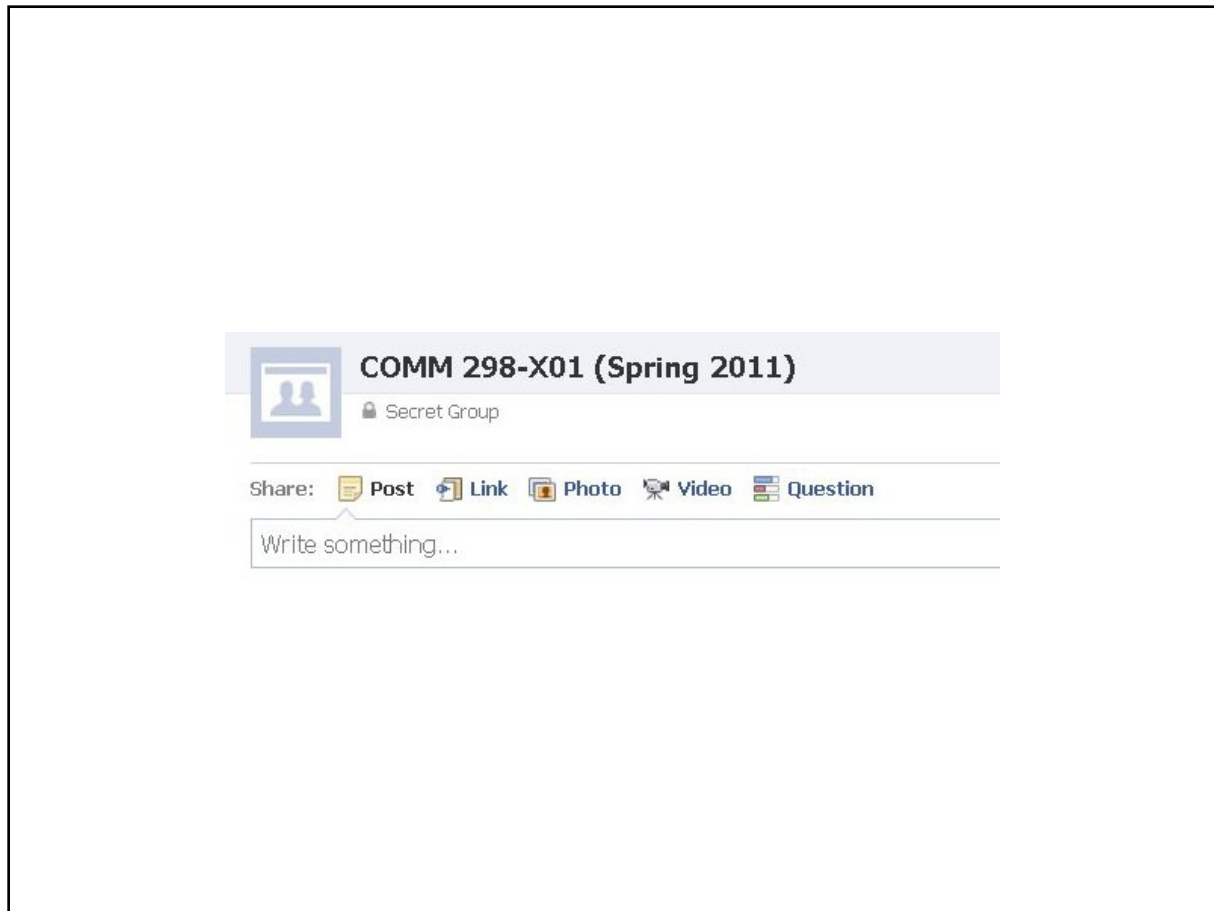 COMM 298-X01 (Spring 2011)
Secret Group
Share: Post Link Photo Video Question
Write something...